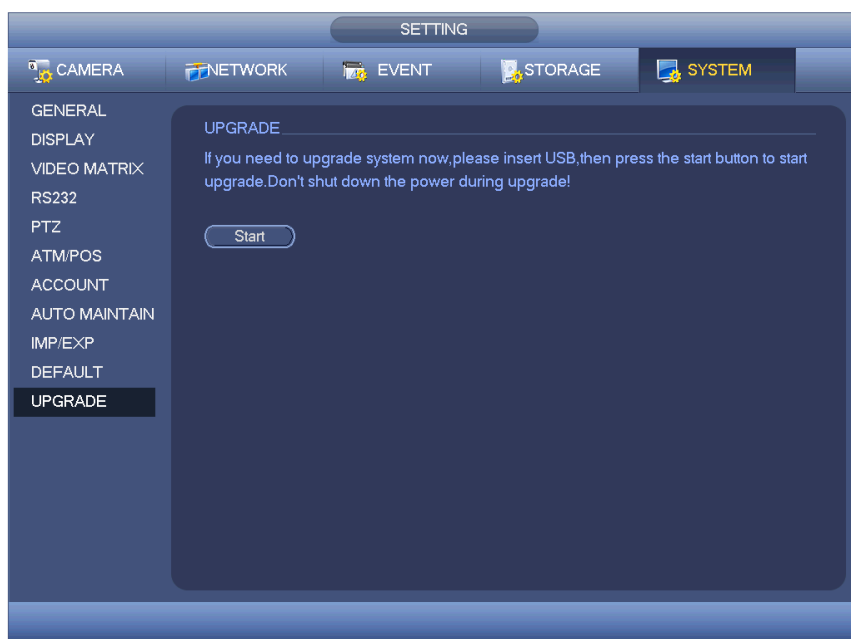 SETTING
CAMERA
NETWORK
EVENT
STORAGE
SYSTEM
GENERAL
DISPLAY
VIDEO MATRIX
RS232
PTZ
ATM/POS
ACCOUNT
AUTO MAINTAIN
IMP/EXP
DEFAULT
UPGRADE
UPGRADE
If you need to upgrade system now,please insert USB,then press the start button to start
upgrade.Don't shut down the power during upgrade!
Start